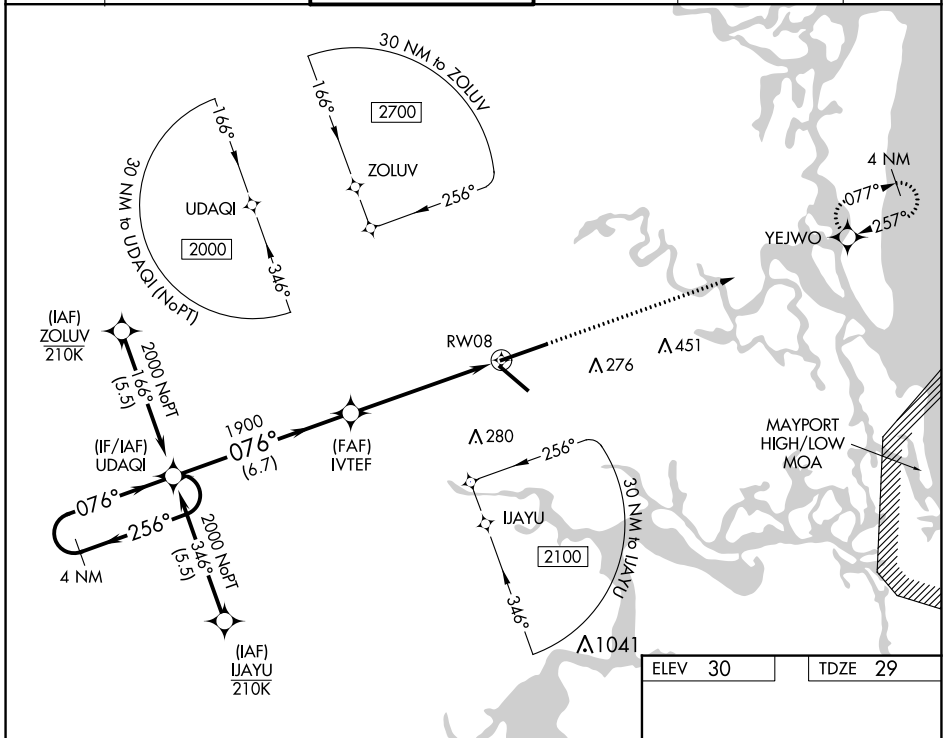 30 NM to ZOLUV
166°
2700
ZOLUV
256°
166°
30 NM to UDAQI (NoPT)
UDAQI
2000
346°
4 NM
077°
257°
YEJWO
(IAF)
ZOLUV
210K
2000 NoPT
166°
(5.5)
RW08
276
451
1900
076°
(6.7)
(FAF)
IVTEF
MAYPORT
HIGH/LOW
MOA
(IF/IAF)
UDAQI
280
256°
076°
256°
4 NM
2000 NoPT
346°
(5.5)
IJAYU
30 NM to IJAYU
2100
346°
(IAF)
IJAYU
210K
1041
ELEV 30
TDZE 29